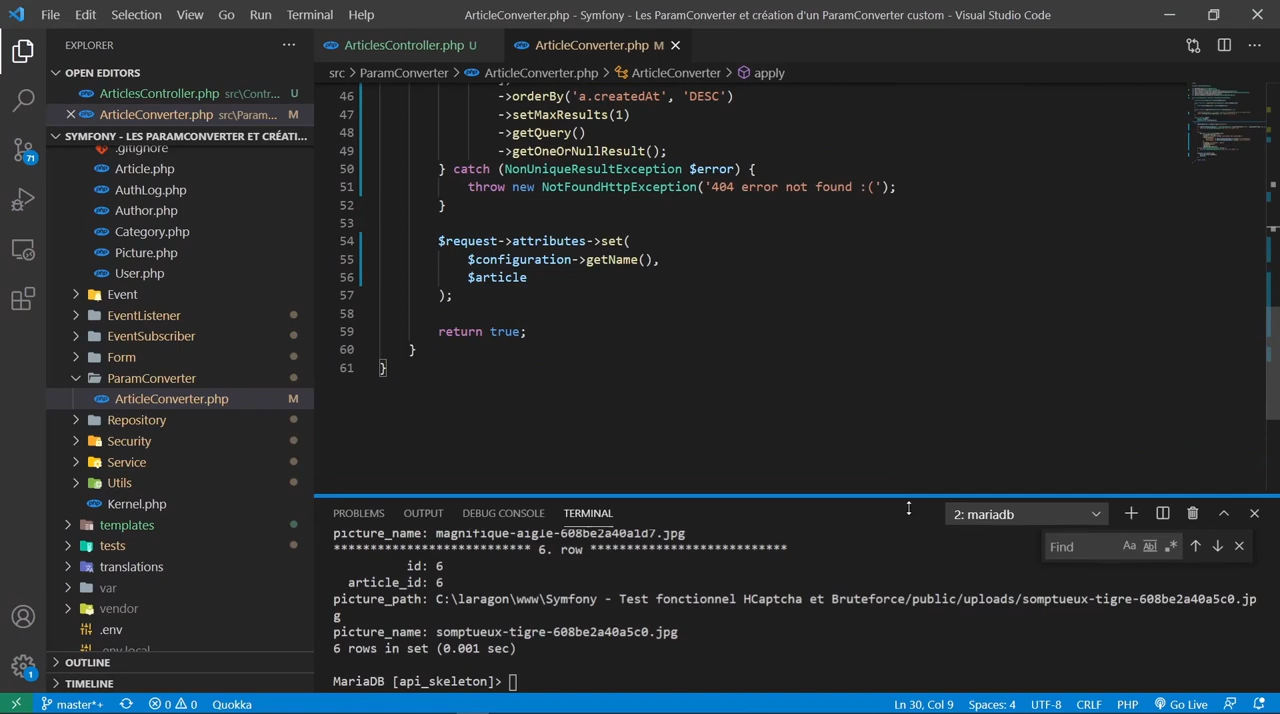 File Edit Selection View Go Run Terminal Help
ArticleConverter.php - Symfony - Les ParamConverter et création d'un ParamConverter custom - Visual Studio Code
EXPLORER
OPEN EDITORS
ArticlesController.php src\Contr... U
ArticleConverter.php src\Param... M
SYMFONY - LES PARAMCONVERTER ET CRÉATI...
.gitignore
Article.php
AuthLog.php
Author.php
Category.php
Picture.php
User.php
Event
EventListener
EventSubscriber
Form
ParamConverter
ArticleConverter.php M
Repository
Security
Service
Utils
Kernel.php
templates
tests
translations
var
vendor
.env
.env.local
OUTLINE
TIMELINE
71
1
ArticlesController.php U
ArticleConverter.php M
src > ParamConverter > ArticleConverter.php > ArticleConverter > apply
46 ->orderBy('a.createdAt', 'DESC')
47 ->setMaxResults(1)
48 ->getQuery()
49 ->getOneOrNullResult();
50 } catch (NonUniqueResultException $error) {
51 throw new NotFoundHttpException('404 error not found :(');
52 }
53
54 $request->attributes->set(
55 $configuration->getName(),
56 $article
57 );
58
59 return true;
60 }
61 }
PROBLEMS OUTPUT DEBUG CONSOLE TERMINAL
2: mariadb
Find
picture_name: magnifique-aigle-608be2a40a1d7.jpg
*************************** 6. row ***************************
id: 6
article_id: 6
picture_path: C:\laragon\www\Symfony - Test fonctionnel HCaptcha et Bruteforce/public/uploads/somptueux-tigre-608be2a40a5c0.jp
g
picture_name: somptueux-tigre-608be2a40a5c0.jpg
6 rows in set (0.001 sec)
MariaDB [api_skeleton]>
master*+ 0 0 Quokka
Ln 30, Col 9 Spaces: 4 UTF-8 CRLF PHP Go Live